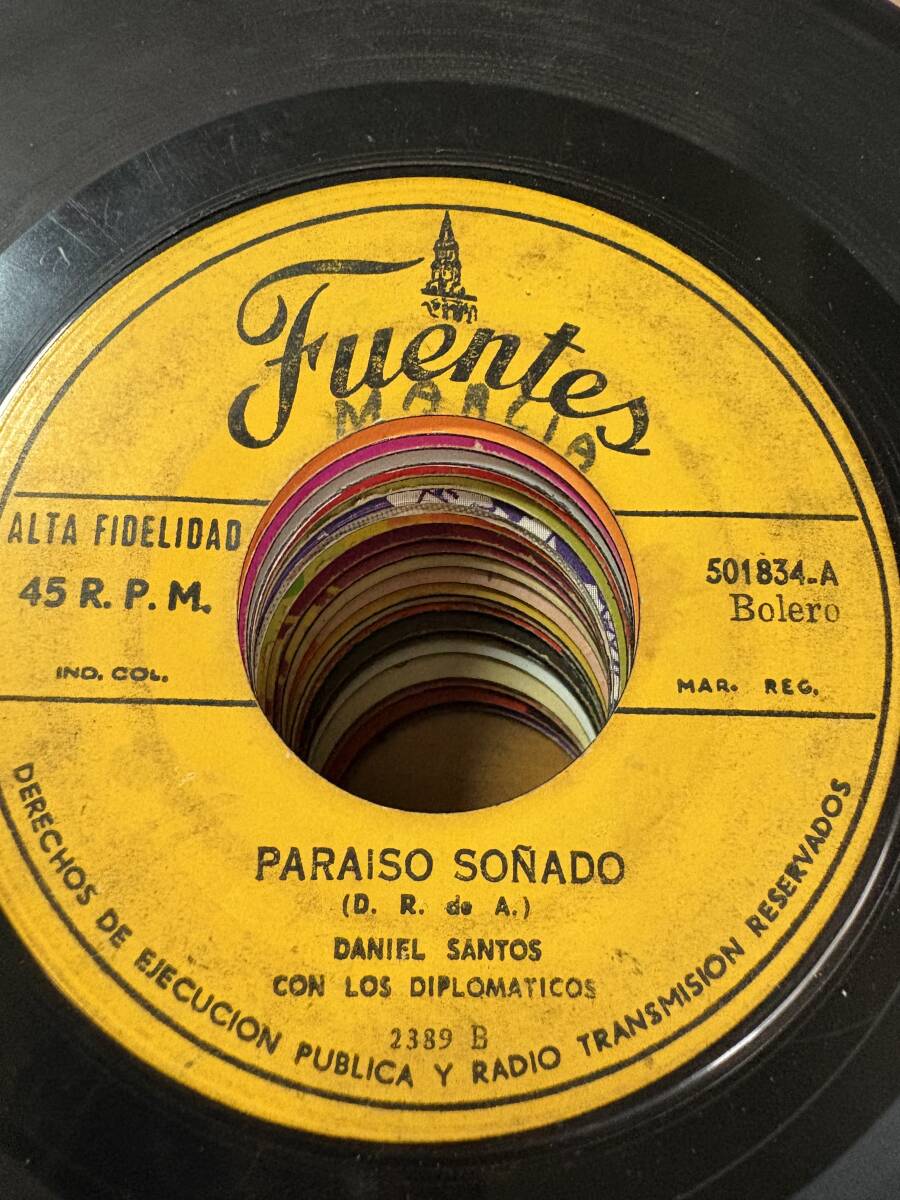 Fuentes
MARCIA
ALTA FIDELIDAD
45 R. P. M.
IND. COL.
501834-A
Bolero
MAR. REG.
PARAISO SOÑADO
(D. R. de A.)
DANIEL SANTOS
CON LOS DIPLOMATICOS
2389 B
DERECHOS DE EJECUCION PUBLICA Y RADIO TRANSMISION RESERVADOS